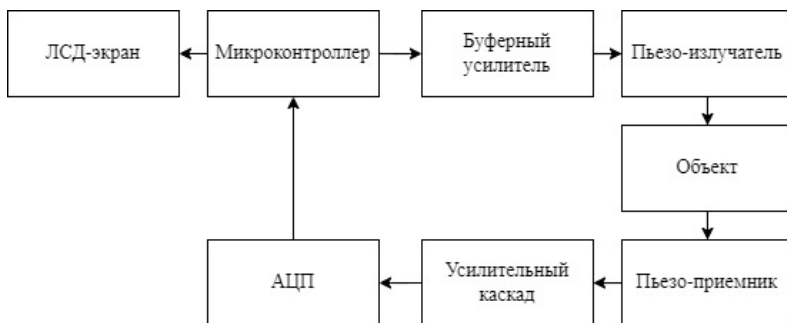 ЛСД-экран
Микроконтроллер
Буферный
усилитель
Пьезо-излучатель
Объект
АЦП
Усилительный
каскад
Пьезо-приемник